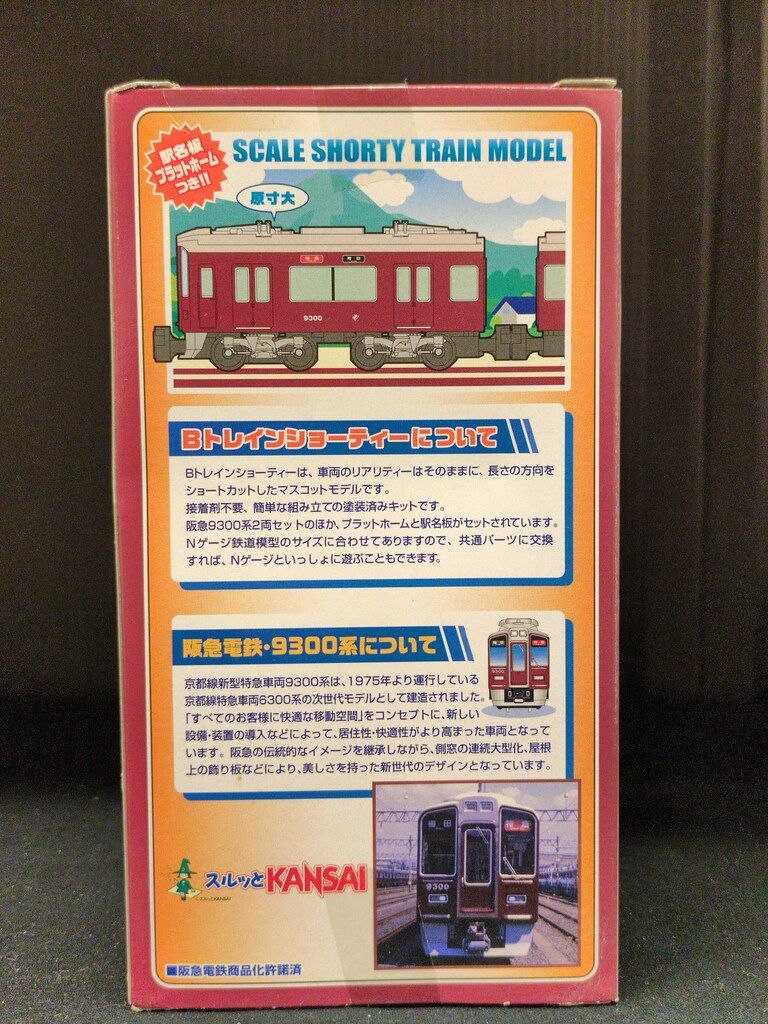 駅名板
プラットホーム
つき!!
SCALE SHORTY TRAIN MODEL
原寸大
特急
梅田
9300
Bトレインショーティーについて
Bトレインショーティーは、車両のリアリティーはそのままに、長さの方向を
ショートカットしたマスコットモデルです。
接着剤不要、簡単な組み立ての塗装済みキットです。
阪急9300系2両セットのほか、プラットホームと駅名板がセットされています。
Nゲージ鉄道模型のサイズに合わせてありますので、共通パーツに交換
すれば、Nゲージといっしょに遊ぶこともできます。
阪急電鉄・9300系について
京都線新型特急車両9300系は、1975年より運行している
京都線特急車両6300系の次世代モデルとして建造されました。
「すべてのお客様に快適な移動空間」をコンセプトに、新しい
設備・装置の導入などによって、居住性・快適性がより高まった車両となって
います。阪急の伝統的なイメージを継承しながら、側窓の連続大型化、屋根
上の飾り板などにより、美しさを持った新世代のデザインとなっています。
梅田
特急
9300
スルッとKANSAI
©スルッとKANSAI
■阪急電鉄商品化許諾済